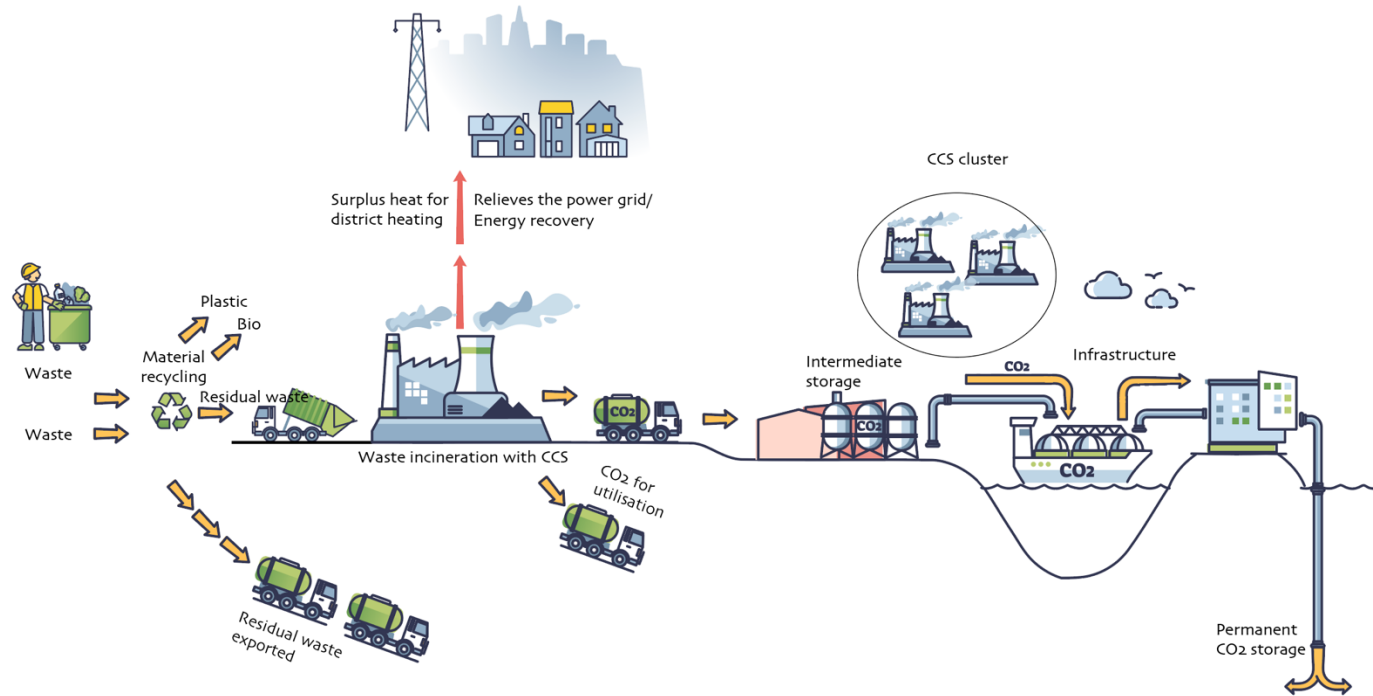 CCS cluster
Surplus heat for
district heating
Relieves the power grid/
Energy recovery
Plastic
Bio
Waste
Material
recycling
Residual waste
Waste
Waste incineration with CCS
CO2
CO2 for
utilisation
Residual waste
exported
Intermediate
storage
CO2
CO2
Infrastructure
CO2
Permanent
CO2 storage